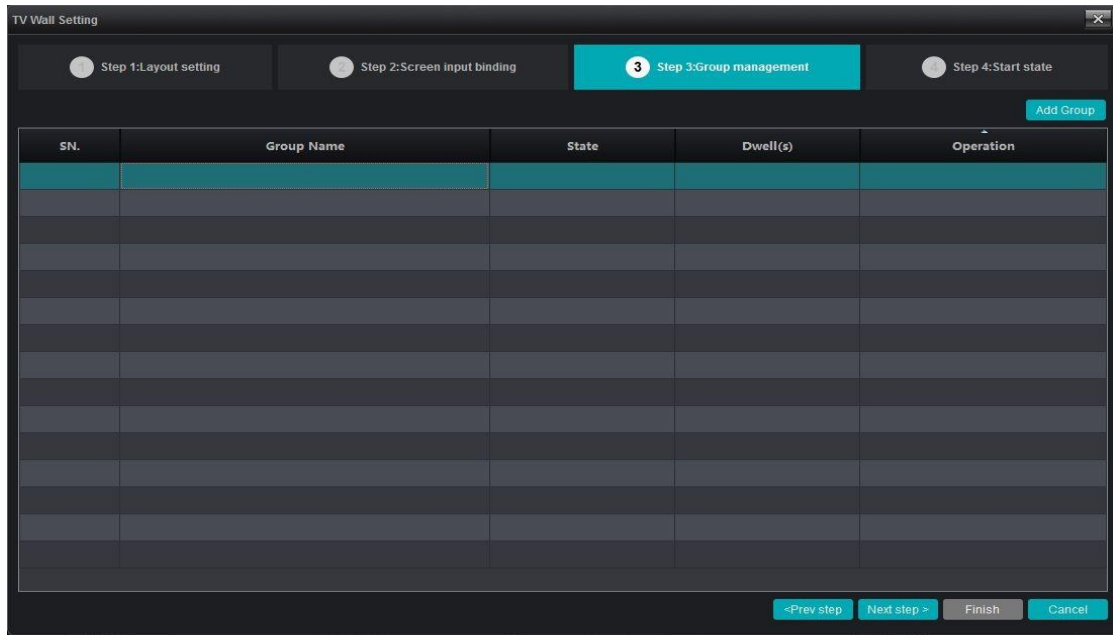 TV Wall Setting
1 Step 1:Layout setting 2 Step 2:Screen input binding 3 Step 3:Group management 4 Step 4:Start state
Add Group
SN. Group Name State Dwell(s) Operation
<Prev step Next step > Finish Cancel